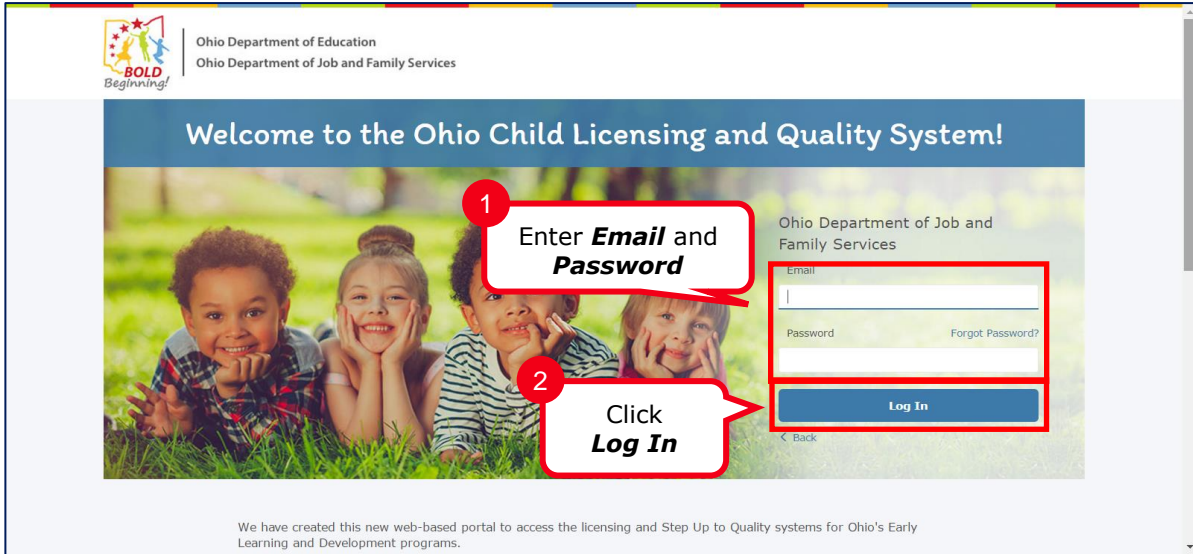 BOLD
Beginning!
Ohio Department of Education
Ohio Department of Job and Family Services
Welcome to the Ohio Child Licensing and Quality System!
1
Enter Email and
Password
Ohio Department of Job and
Family Services
Email
Password Forgot Password?
2
Click
Log In
Log In
< Back
We have created this new web-based portal to access the licensing and Step Up to Quality systems for Ohio's Early
Learning and Development programs.